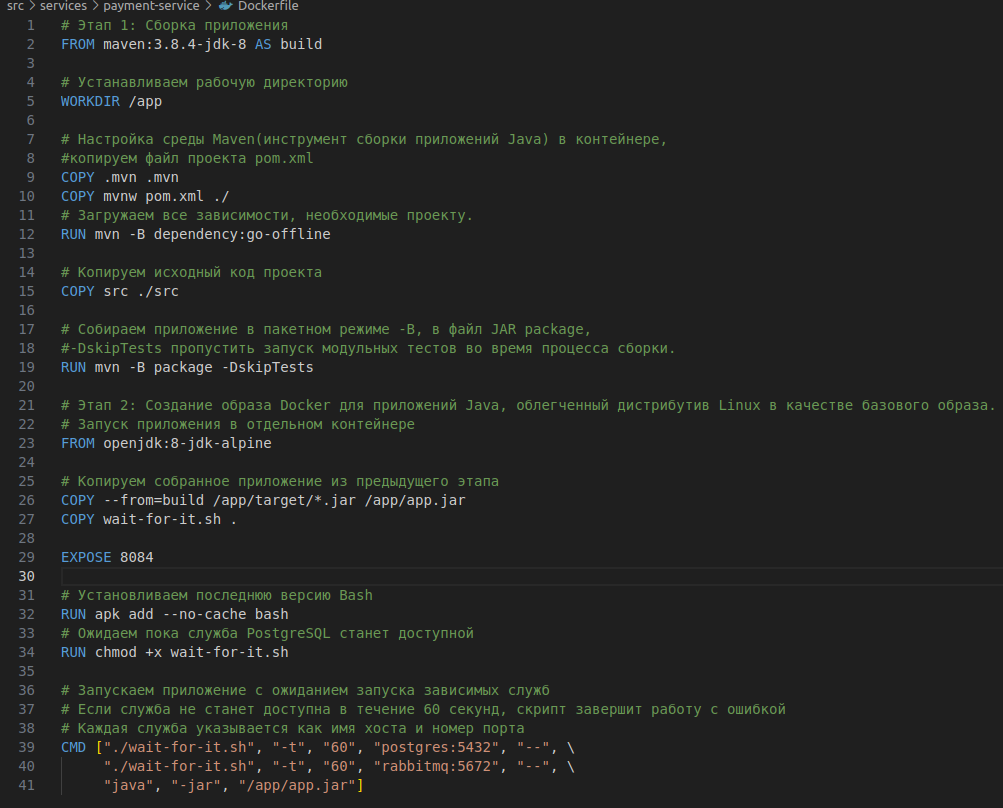 src > services > payment-service > Dockerfile
1 # Этап 1: Сборка приложения
2 FROM maven:3.8.4-jdk-8 AS build
3
4 # Устанавливаем рабочую директорию
5 WORKDIR /app
6
7 # Настройка среды Maven(инструмент сборки приложений Java) в контейнере,
8 #копируем файл проекта pom.xml
9 COPY .mvn .mvn
10 COPY mvnw pom.xml ./
11 # Загружаем все зависимости, необходимые проекту.
12 RUN mvn -B dependency:go-offline
13
14 # Копируем исходный код проекта
15 COPY src ./src
16
17 # Собираем приложение в пакетном режиме -B, в файл JAR package,
18 #-DskipTests пропустить запуск модульных тестов во время процесса сборки.
19 RUN mvn -B package -DskipTests
20
21 # Этап 2: Создание образа Docker для приложений Java, облегченный дистрибутив Linux в качестве базового образа.
22 # Запуск приложения в отдельном контейнере
23 FROM openjdk:8-jdk-alpine
24
25 # Копируем собранное приложение из предыдущего этапа
26 COPY --from=build /app/target/*.jar /app/app.jar
27 COPY wait-for-it.sh .
28
29 EXPOSE 8084
30
31 # Установливаем последнюю версию Bash
32 RUN apk add --no-cache bash
33 # Ожидаем пока служба PostgreSQL станет доступной
34 RUN chmod +x wait-for-it.sh
35
36 # Запускаем приложение с ожиданием запуска зависимых служб
37 # Если служба не станет доступна в течение 60 секунд, скрипт завершит работу с ошибкой
38 # Каждая служба указывается как имя хоста и номер порта
39 CMD ["./wait-for-it.sh", "-t", "60", "postgres:5432", "--", \
40 "./wait-for-it.sh", "-t", "60", "rabbitmq:5672", "--", \
41 "java", "-jar", "/app/app.jar"]